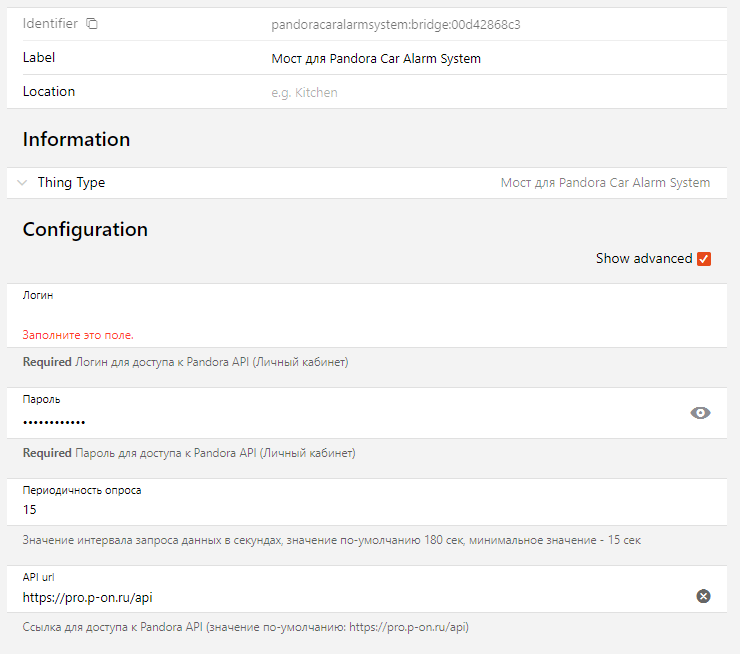 Identifier
pandoracaralarmsystem:bridge:00d42868c3
Label
Мост для Pandora Car Alarm System
Location
e.g. Kitchen
Information
Thing Type
Мост для Pandora Car Alarm System
Configuration
Show advanced
Логин
Заполните это поле.
Required Логин для доступа к Pandora API (Личный кабинет)
Пароль
••••••••••••
Required Пароль для доступа к Pandora API (Личный кабинет)
Периодичность опроса
15
Значение интервала запроса данных в секундах, значение по-умолчанию 180 сек, минимальное значение - 15 сек
API url
https://pro.p-on.ru/api
Ссылка для доступа к Pandora API (значение по-умолчанию: https://pro.p-on.ru/api)